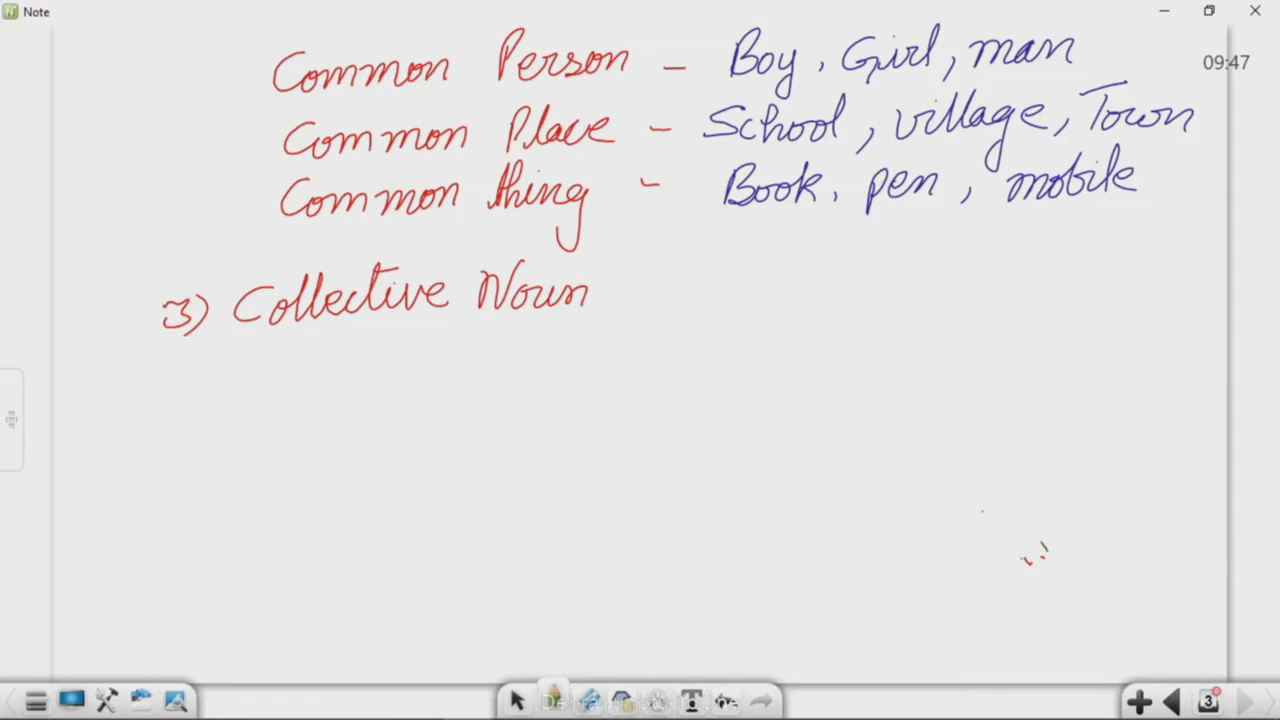 Note
Common Person - Boy, Girl, man
09:47
Common Place - School, village, Town
Common thing - Book, pen, mobile
3) Collective Noun
3